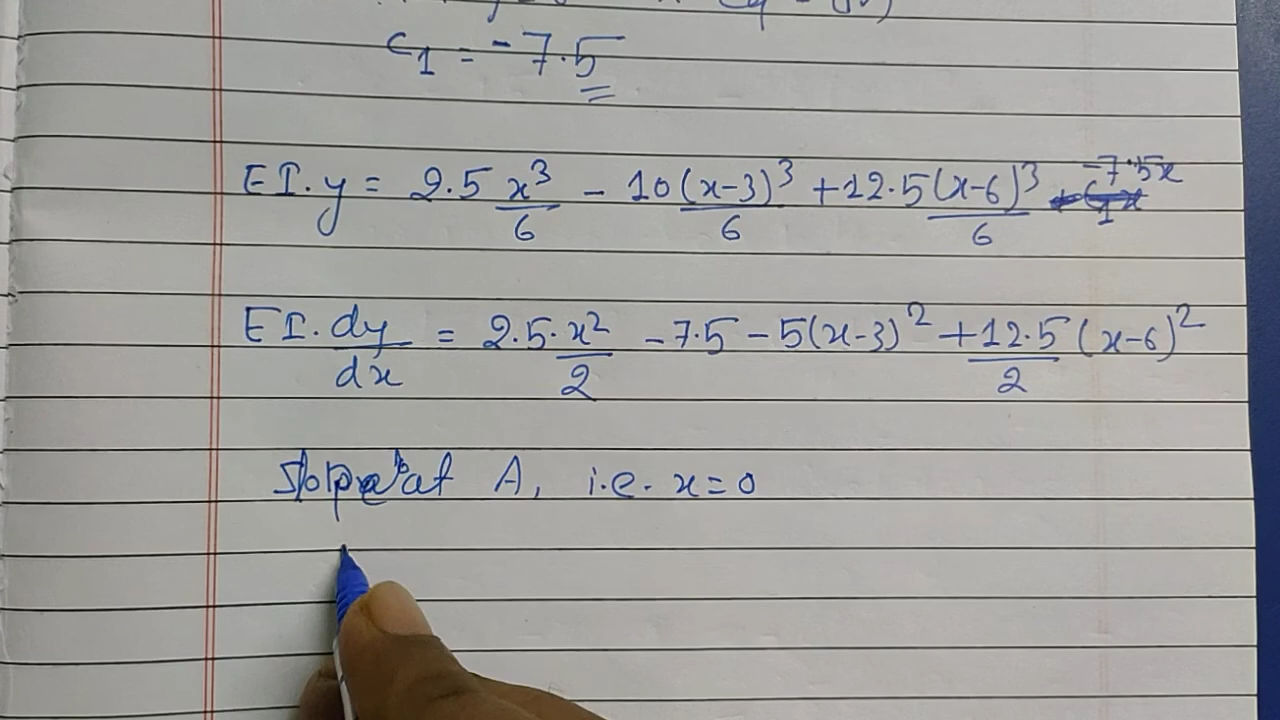 C1 = -7.5
EI.y = 2.5 x³/6 - 10(x-3)³/6 + 12.5(x-6)³/6 -7.5x
EI.dy/dx = 2.5.x²/2 - 7.5 - 5(x-3)² + 12.5/2 (x-6)²
Slope at A, i.e. x=0